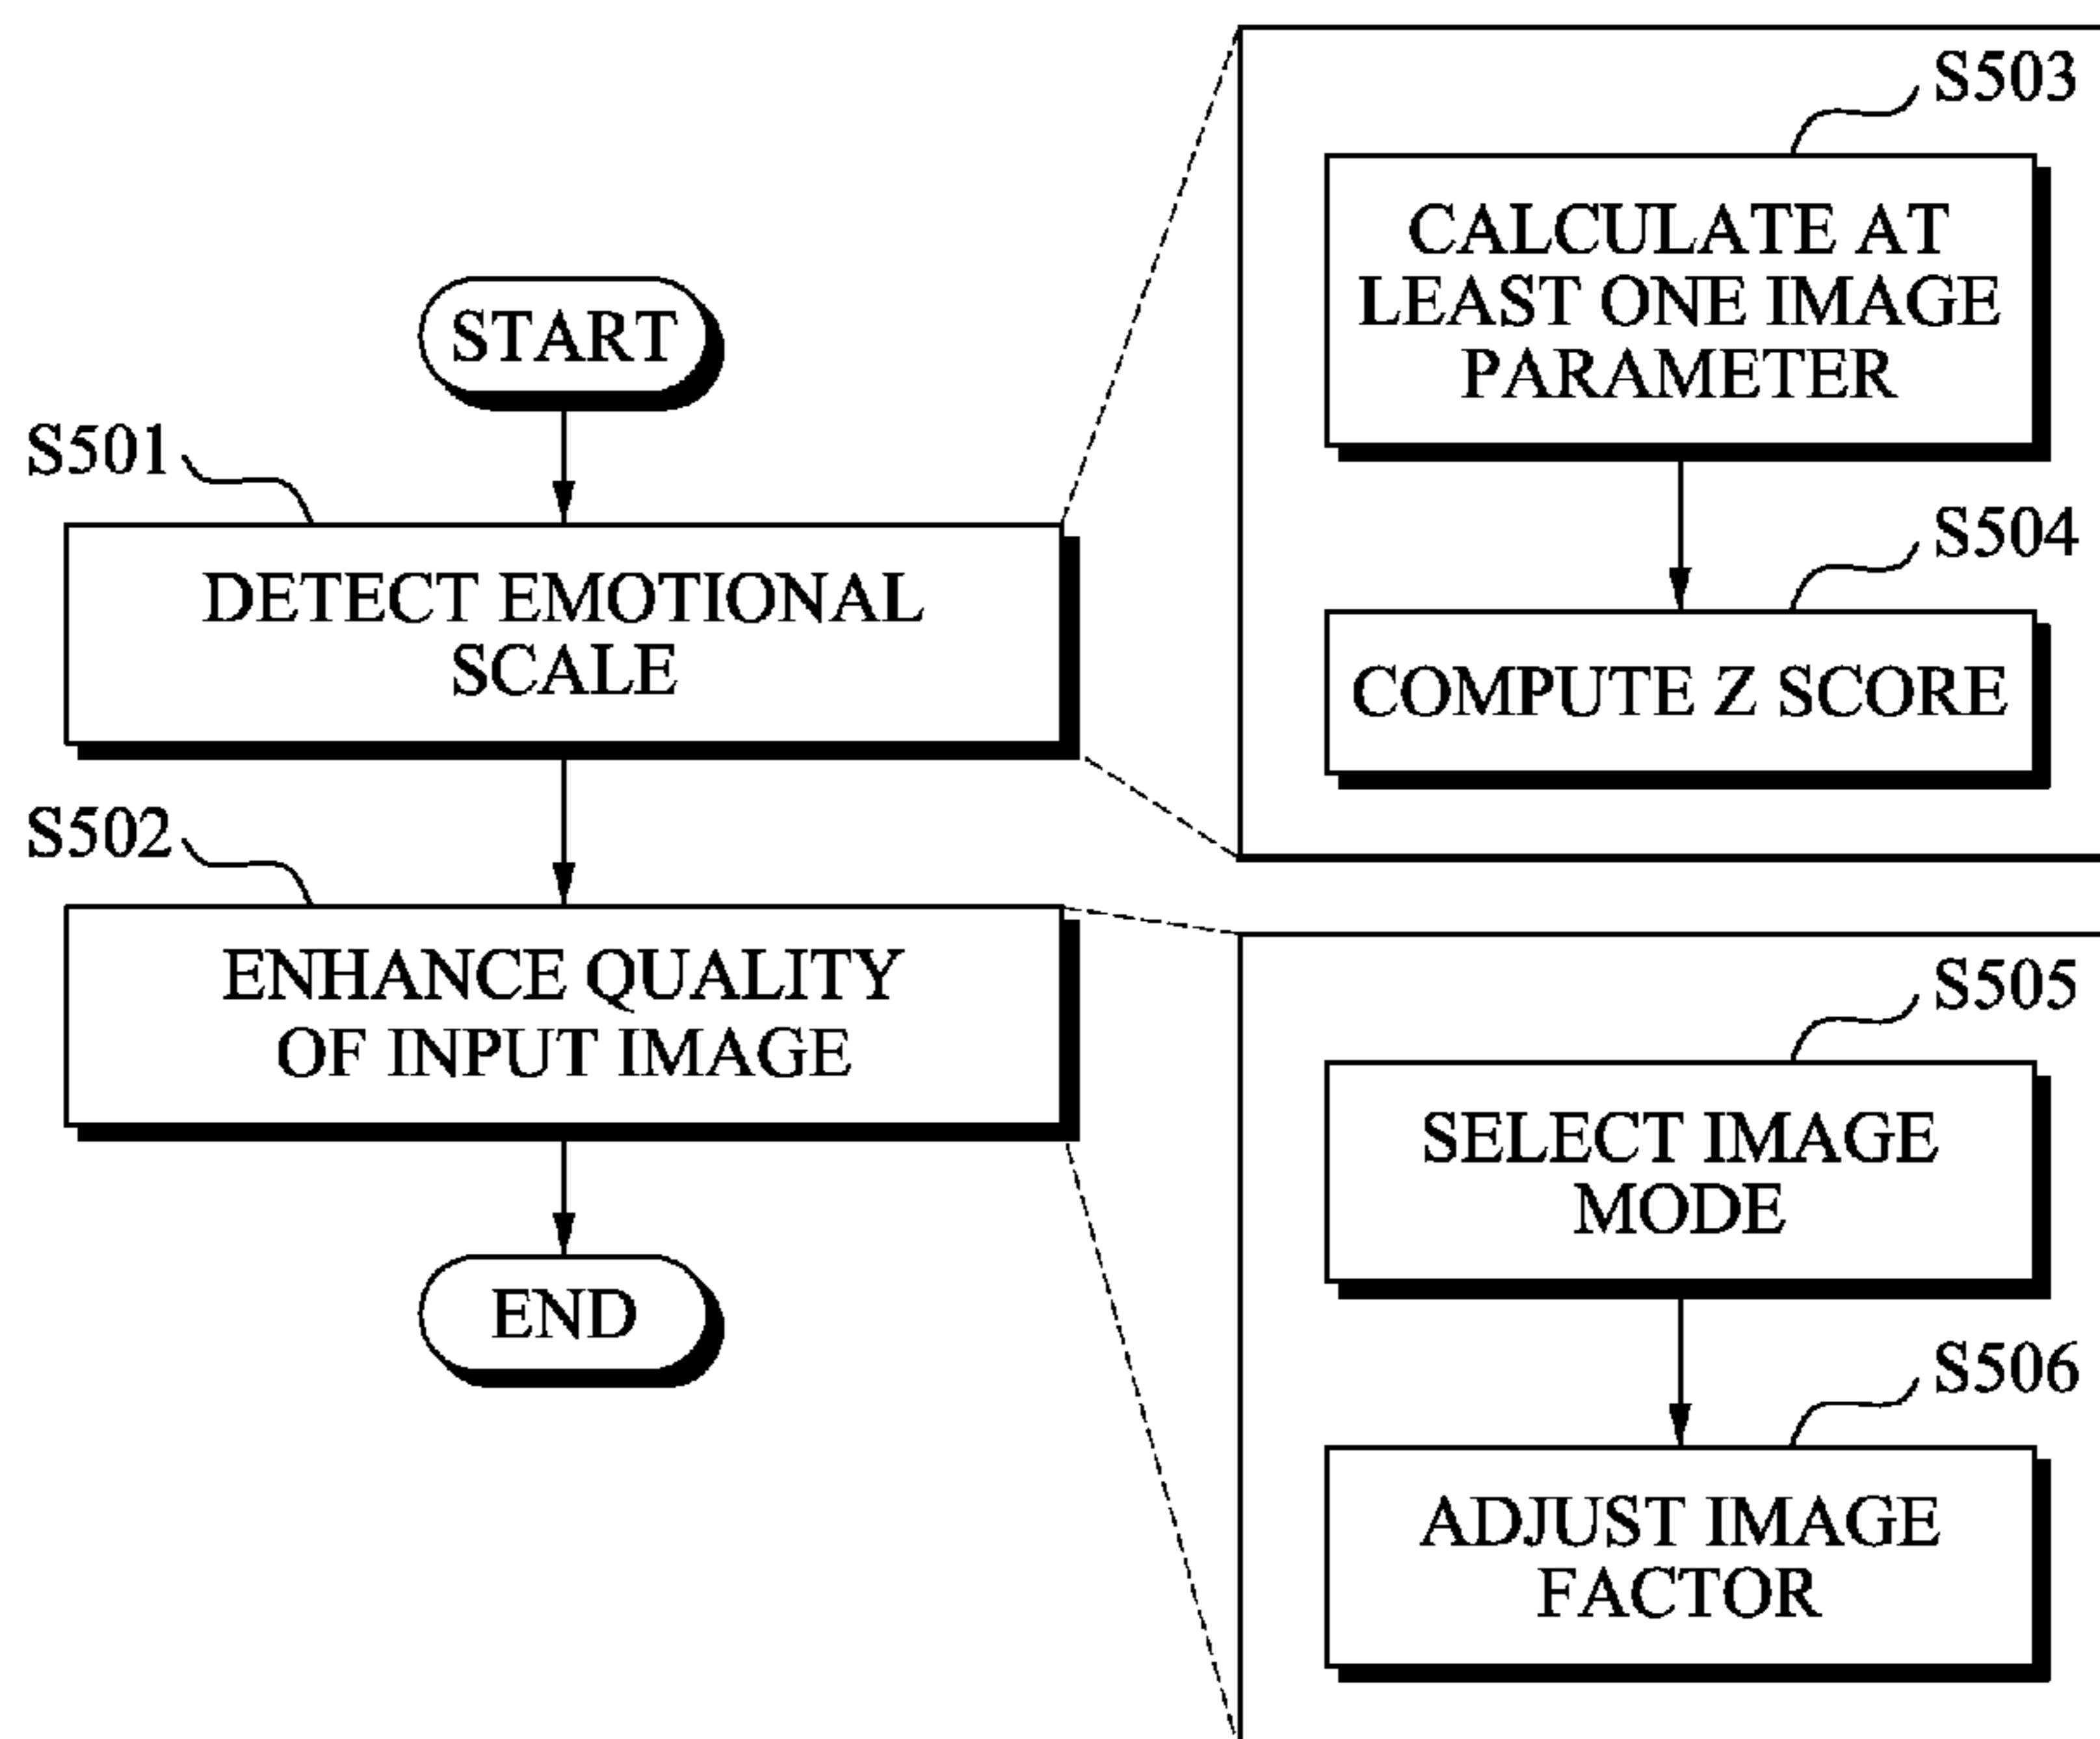 START
S501
DETECT EMOTIONAL
SCALE
S502
ENHANCE QUALITY
OF INPUT IMAGE
END
S503
CALCULATE AT
LEAST ONE IMAGE
PARAMETER
S504
COMPUTE Z SCORE
S505
SELECT IMAGE
MODE
S506
ADJUST IMAGE
FACTOR